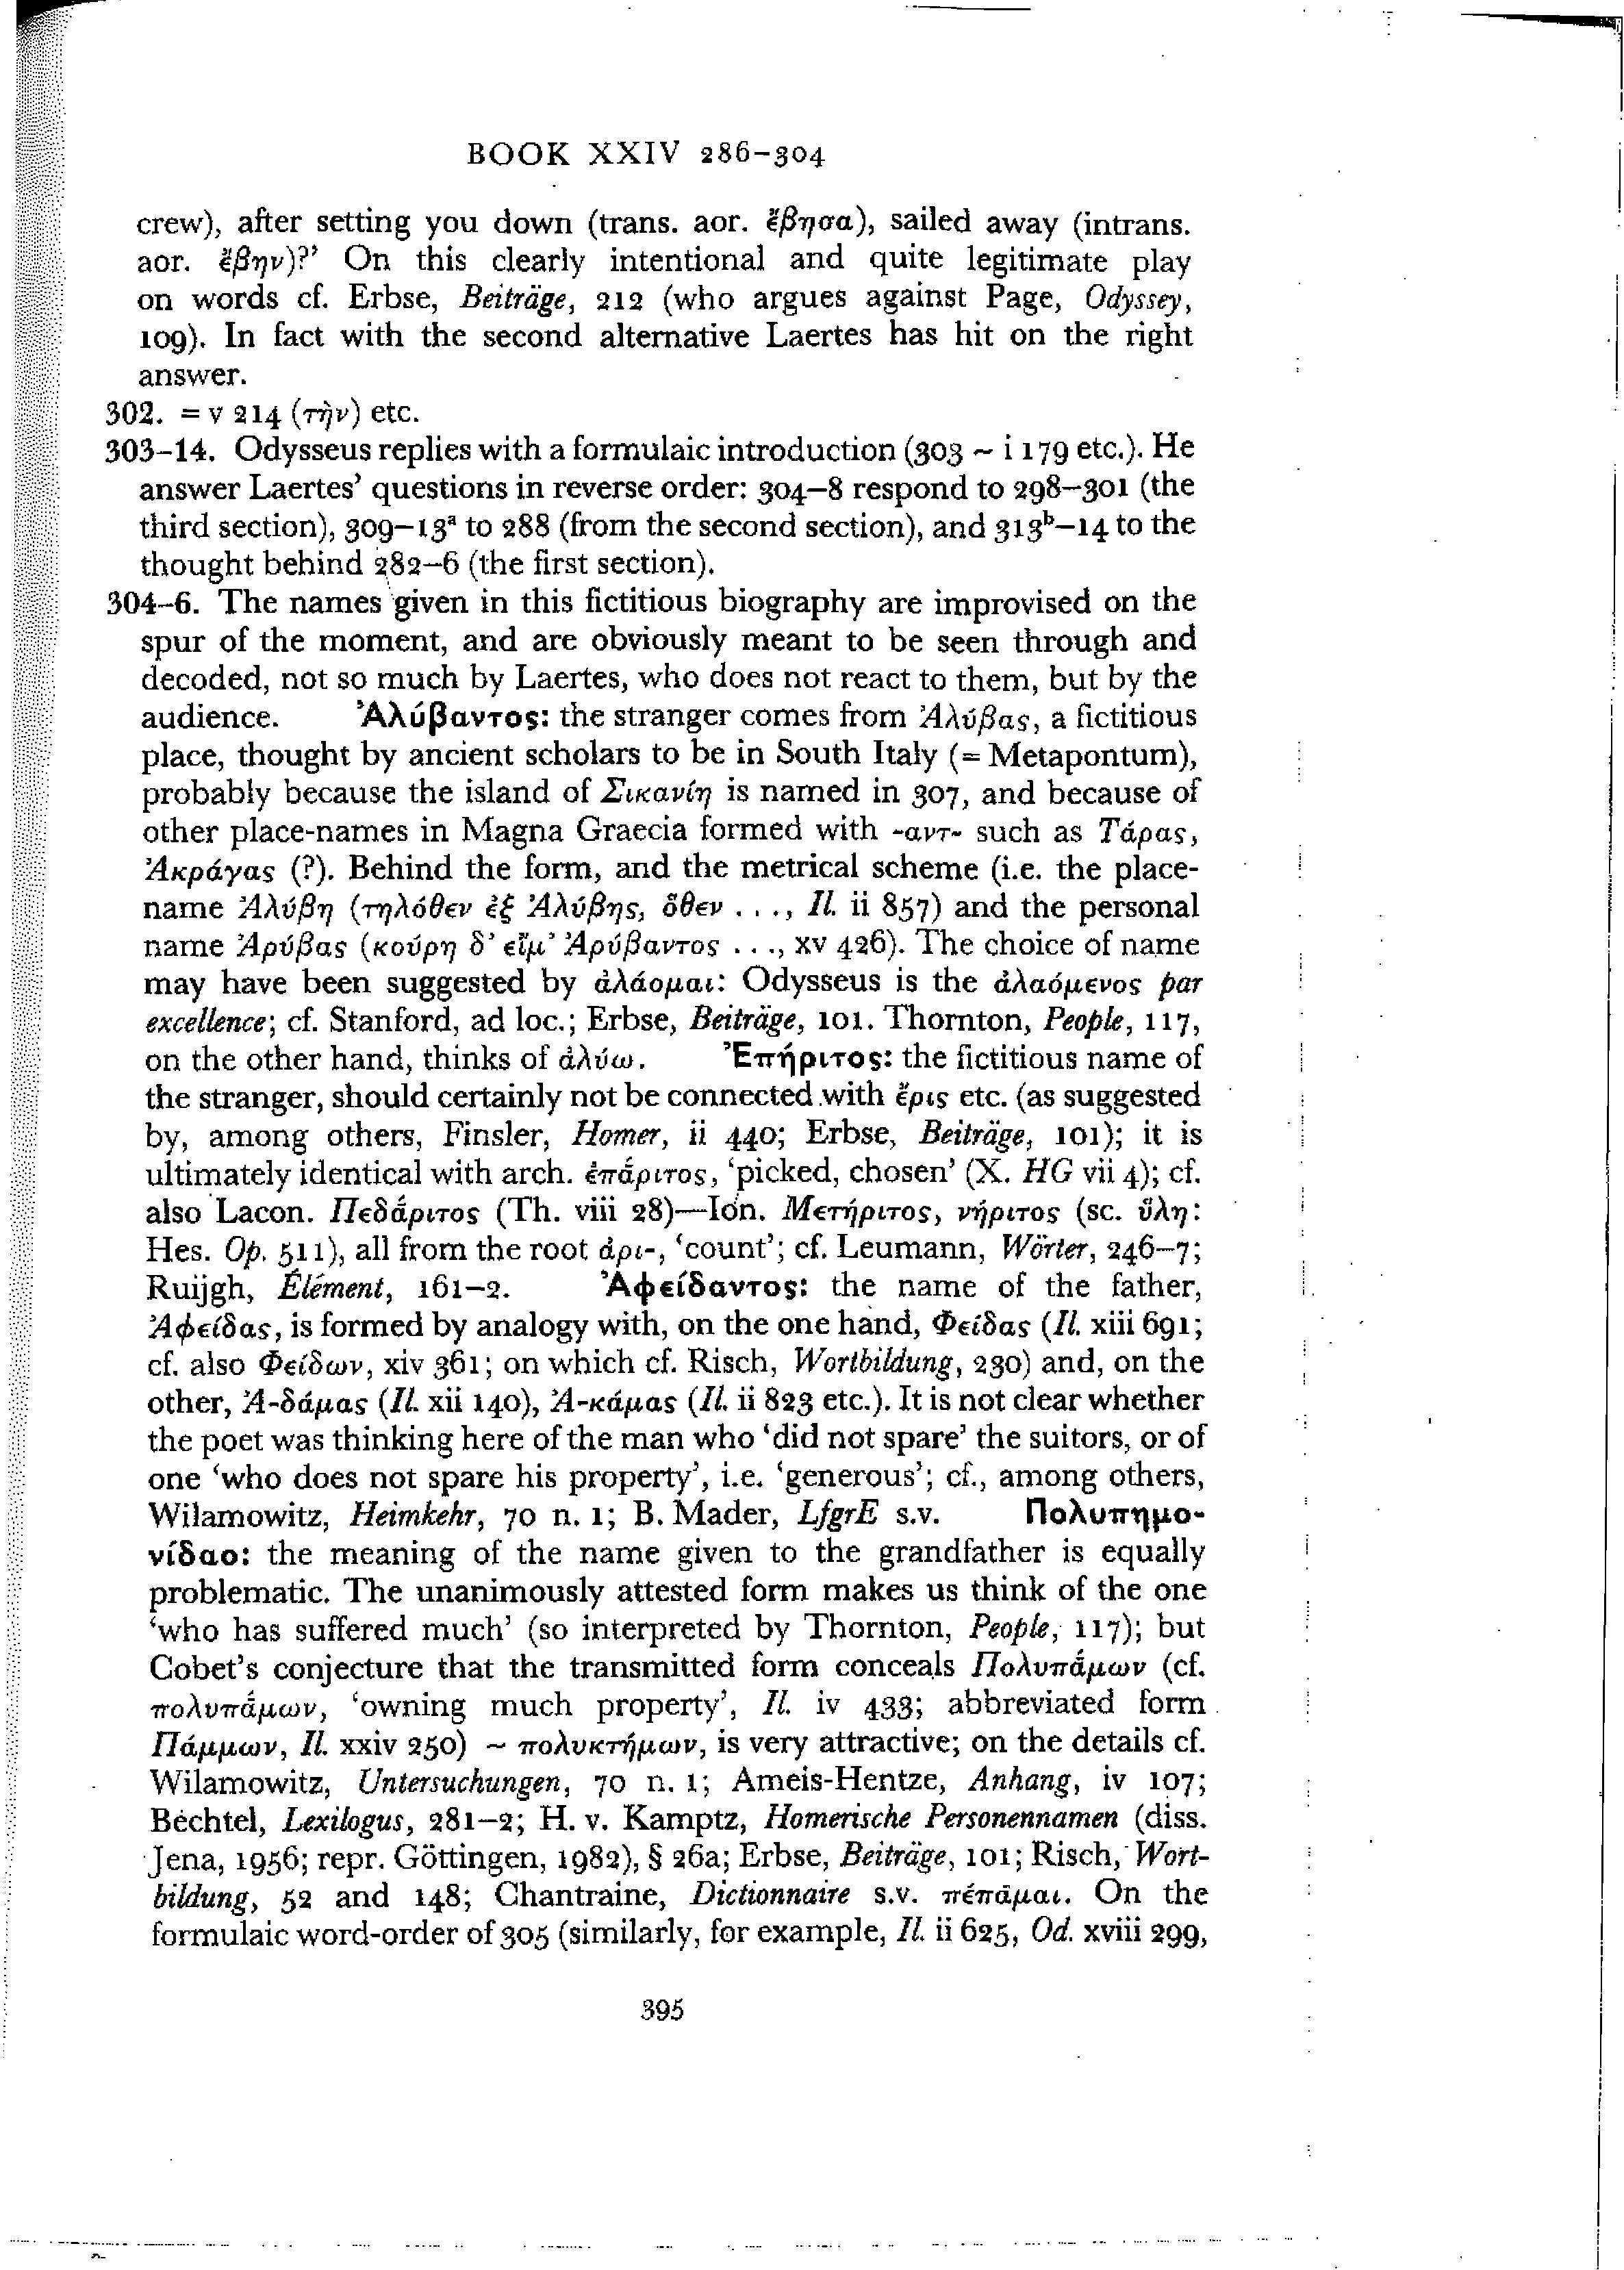 BOOK XXIV 286–304
crew), after setting you down (trans. aor. ἔβησα), sailed away (intrans.
aor. ἔβην)?’ On this clearly intentional and quite legitimate play
on words cf. Erbse, Beiträge, 212 (who argues against Page, Odyssey,
109). In fact with the second alternative Laertes has hit on the right
answer.
302. = v 214 (τὴν) etc.
303–14. Odysseus replies with a formulaic introduction (303 ~ i 179 etc.). He
answer Laertes’ questions in reverse order: 304–8 respond to 298–301 (the
third section), 309–13ᵃ to 288 (from the second section), and 313ᵇ–14 to the
thought behind 282–6 (the first section).
304–6. The names given in this fictitious biography are improvised on the
spur of the moment, and are obviously meant to be seen through and
decoded, not so much by Laertes, who does not react to them, but by the
audience. Ἀλύβαντος: the stranger comes from Ἀλύβας, a fictitious
place, thought by ancient scholars to be in South Italy (= Metapontum),
probably because the island of Σικανίη is named in 307, and because of
other place-names in Magna Graecia formed with -αντ- such as Τάρας,
Ἀκράγας (?). Behind the form, and the metrical scheme (i.e. the place-
name Ἀλύβη (τηλόθεν ἐξ Ἀλύβης, ὅθεν . . ., Il. ii 857) and the personal
name Ἀρύβας (κούρη δ’ εἴμ’ Ἀρύβαντος . . ., xv 426). The choice of name
may have been suggested by ἀλάομαι: Odysseus is the ἀλαόμενος par
excellence; cf. Stanford, ad loc.; Erbse, Beiträge, 101. Thornton, People, 117,
on the other hand, thinks of ἀλύω. Ἐπήριτος: the fictitious name of
the stranger, should certainly not be connected with ἔρις etc. (as suggested
by, among others, Finsler, Homer, ii 440; Erbse, Beiträge, 101); it is
ultimately identical with arch. ἐπάριτος, ‘picked, chosen’ (X. HG vii 4); cf.
also Lacon. Πεδάριτος (Th. viii 28)—Ion. Μετήριτος, νήριτος (sc. ὕλη:
Hes. Op. 511), all from the root ἀρι-, ‘count’; cf. Leumann, Wörter, 246–7;
Ruijgh, Élément, 161–2. Ἀφείδαντος: the name of the father,
Ἀφείδας, is formed by analogy with, on the one hand, Φείδας (Il. xiii 691;
cf. also Φείδων, xiv 361; on which cf. Risch, Wortbildung, 230) and, on the
other, Ἀ-δάμας (Il. xii 140), Ἀ-κάμας (Il. ii 823 etc.). It is not clear whether
the poet was thinking here of the man who ‘did not spare’ the suitors, or of
one ‘who does not spare his property’, i.e. ‘generous’; cf., among others,
Wilamowitz, Heimkehr, 70 n. 1; B. Mader, LfgrE s.v. Πολυπημο-
νίδαο: the meaning of the name given to the grandfather is equally
problematic. The unanimously attested form makes us think of the one
‘who has suffered much’ (so interpreted by Thornton, People, 117); but
Cobet’s conjecture that the transmitted form conceals Πολυπᾱ́μων (cf.
πολυπᾱ́μων, ‘owning much property’, Il. iv 433; abbreviated form
Πάμμων, Il. xxiv 250) ~ πολυκτήμων, is very attractive; on the details cf.
Wilamowitz, Untersuchungen, 70 n. 1; Ameis-Hentze, Anhang, iv 107;
Bechtel, Lexilogus, 281–2; H. v. Kamptz, Homerische Personennamen (diss.
Jena, 1956; repr. Göttingen, 1982), § 26a; Erbse, Beiträge, 101; Risch, Wort-
bildung, 52 and 148; Chantraine, Dictionnaire s.v. πέπᾱμαι. On the
formulaic word-order of 305 (similarly, for example, Il. ii 625, Od. xviii 299,
395